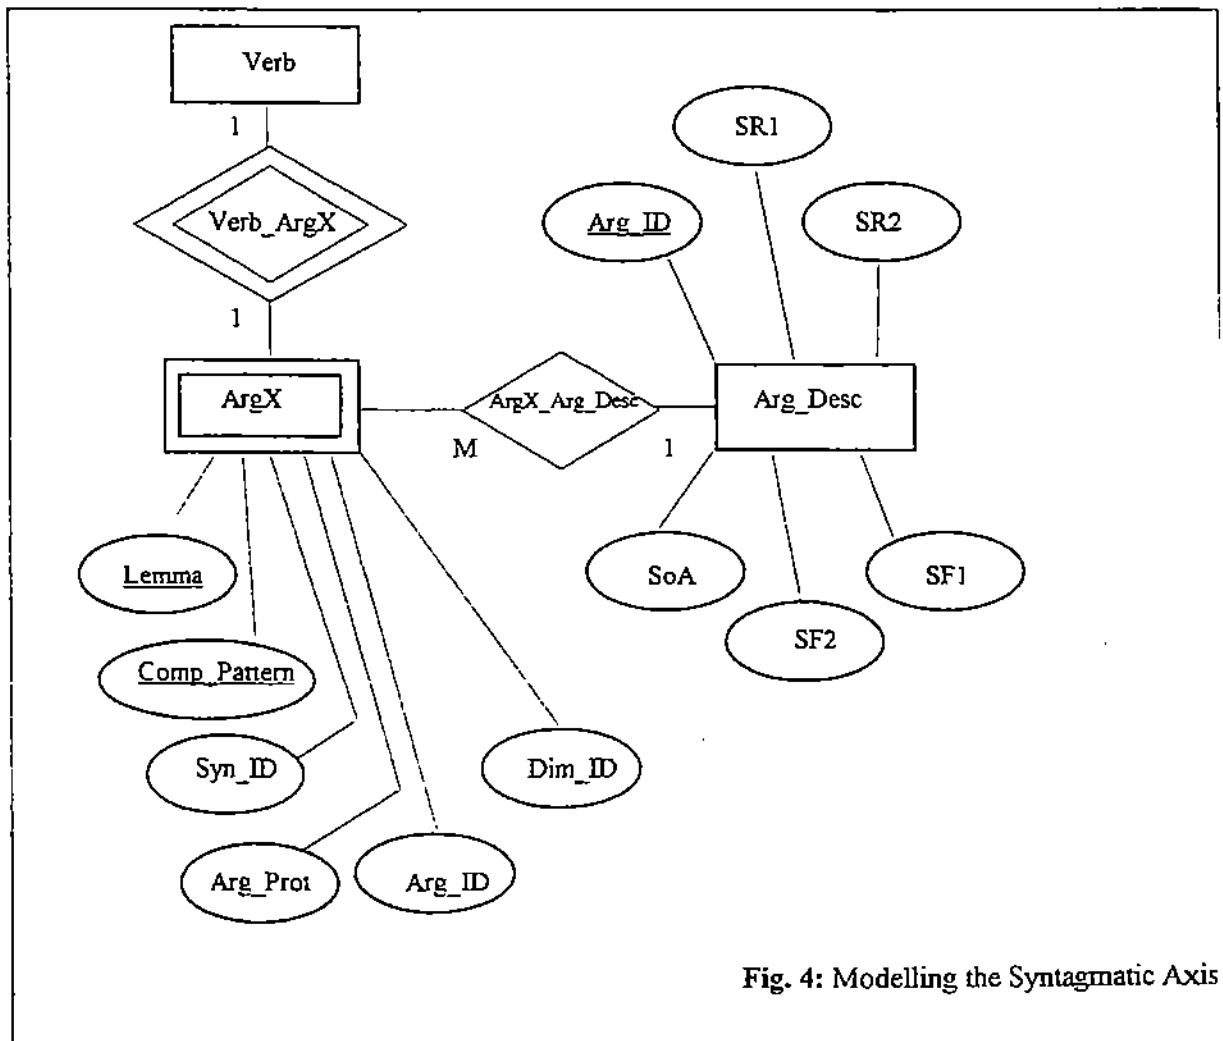 Verb
1
SR1
Verb_ArgX
Arg_ID
SR2
1
ArgX
ArgX_Arg_Desc
Arg_Desc
M
1
Lemma
SoA
SF1
SF2
Comp_Pattern
Syn_ID
Dim_ID
Arg_Prot
Arg_ID
Fig. 4: Modelling the Syntagmatic Axis